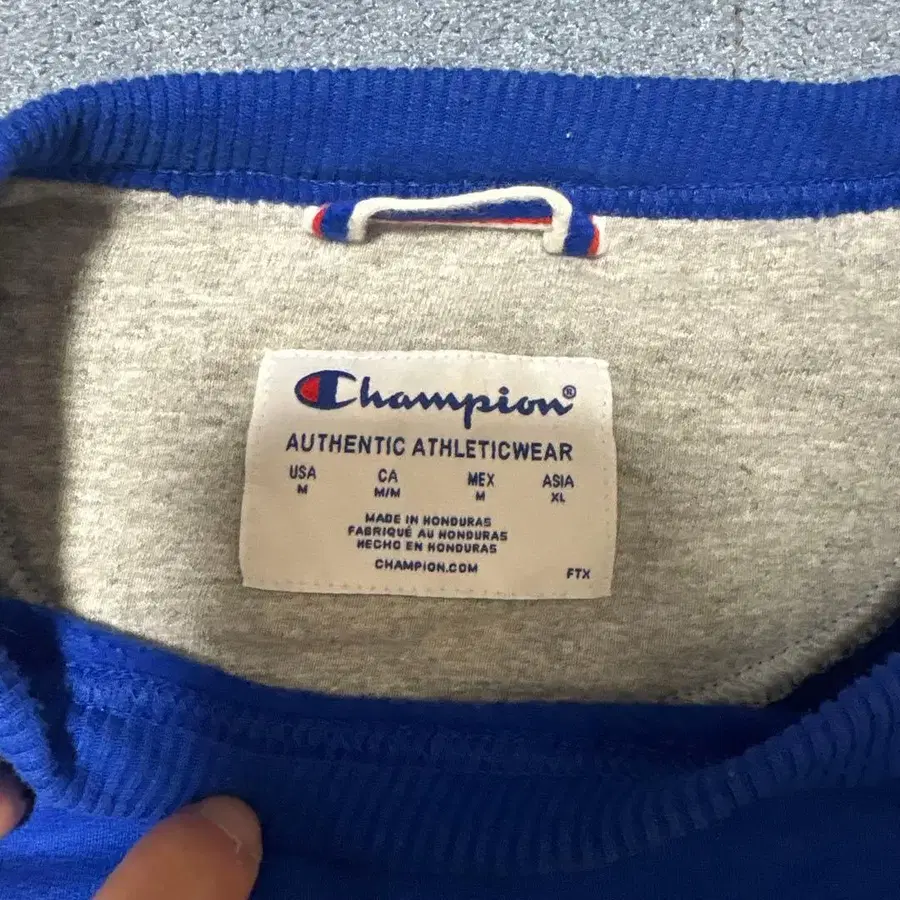 Champion®
AUTHENTIC ATHLETICWEAR
USA CA MEX ASIA
M M/M M XL
MADE IN HONDURAS
FABRIQUÉ AU HONDURAS
HECHO EN HONDURAS
CHAMPION.COM
FTX